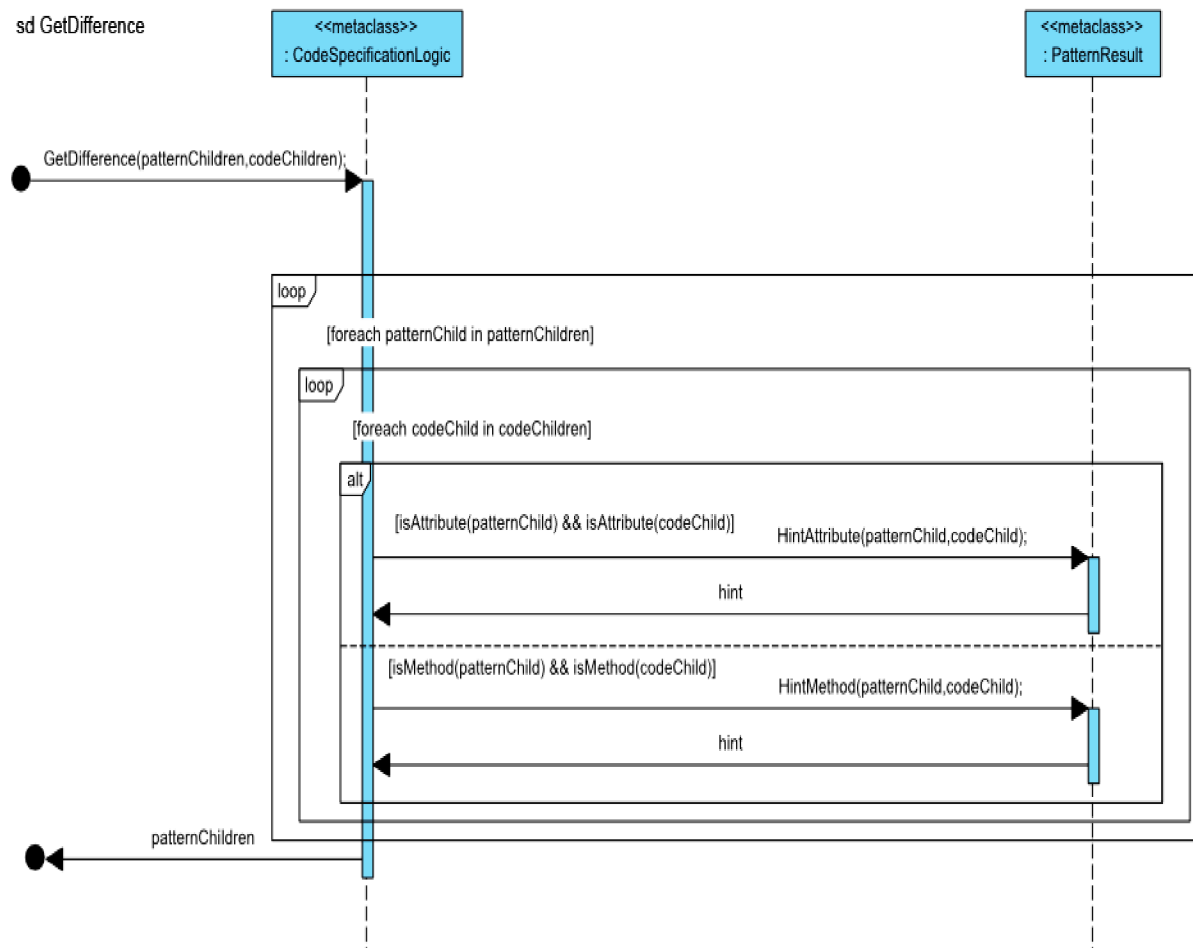 sd GetDifference
<<metaclass>>
: CodeSpecificationLogic
<<metaclass>>
: PatternResult
GetDifference(patternChildren,codeChildren);
loop
[foreach patternChild in patternChildren]
loop
[foreach codeChild in codeChildren]
alt
[isAttribute(patternChild) && isAttribute(codeChild)]
HintAttribute(patternChild,codeChild);
hint
[isMethod(patternChild) && isMethod(codeChild)]
HintMethod(patternChild,codeChild);
hint
patternChildren